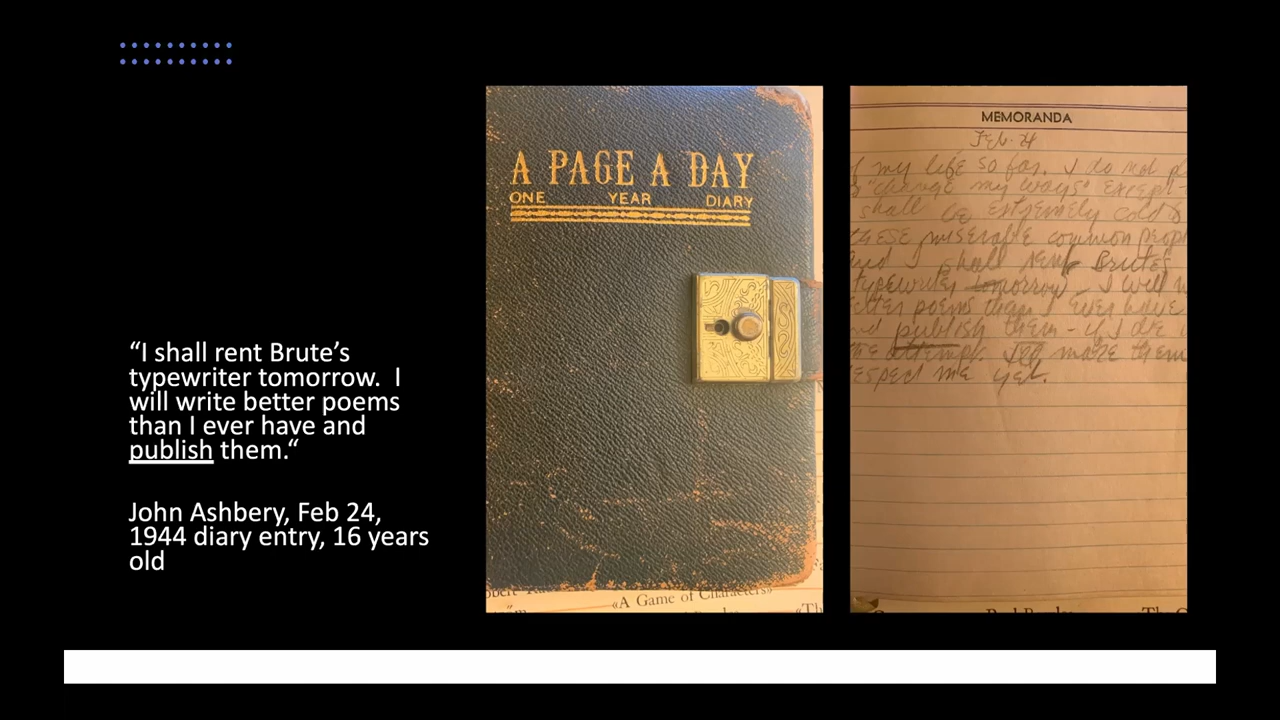 “I shall rent Brute’s
typewriter tomorrow.  I
will write better poems
than I ever have and
publish them.“
John Ashbery, Feb 24,
1944 diary entry, 16 years
old
A PAGE A DAY
ONE YEAR DIARY
«A Game of Characters»
MEMORANDA
Feb. 24
my life so far. I do not
"change my ways" except
shall be extremely cold
these miserable common peop
and I shall rent Brute's
typewriter tomorrow. I will
better poems than I ever have
and publish them - if I die
the attempt. I'll make them
respect me yet.